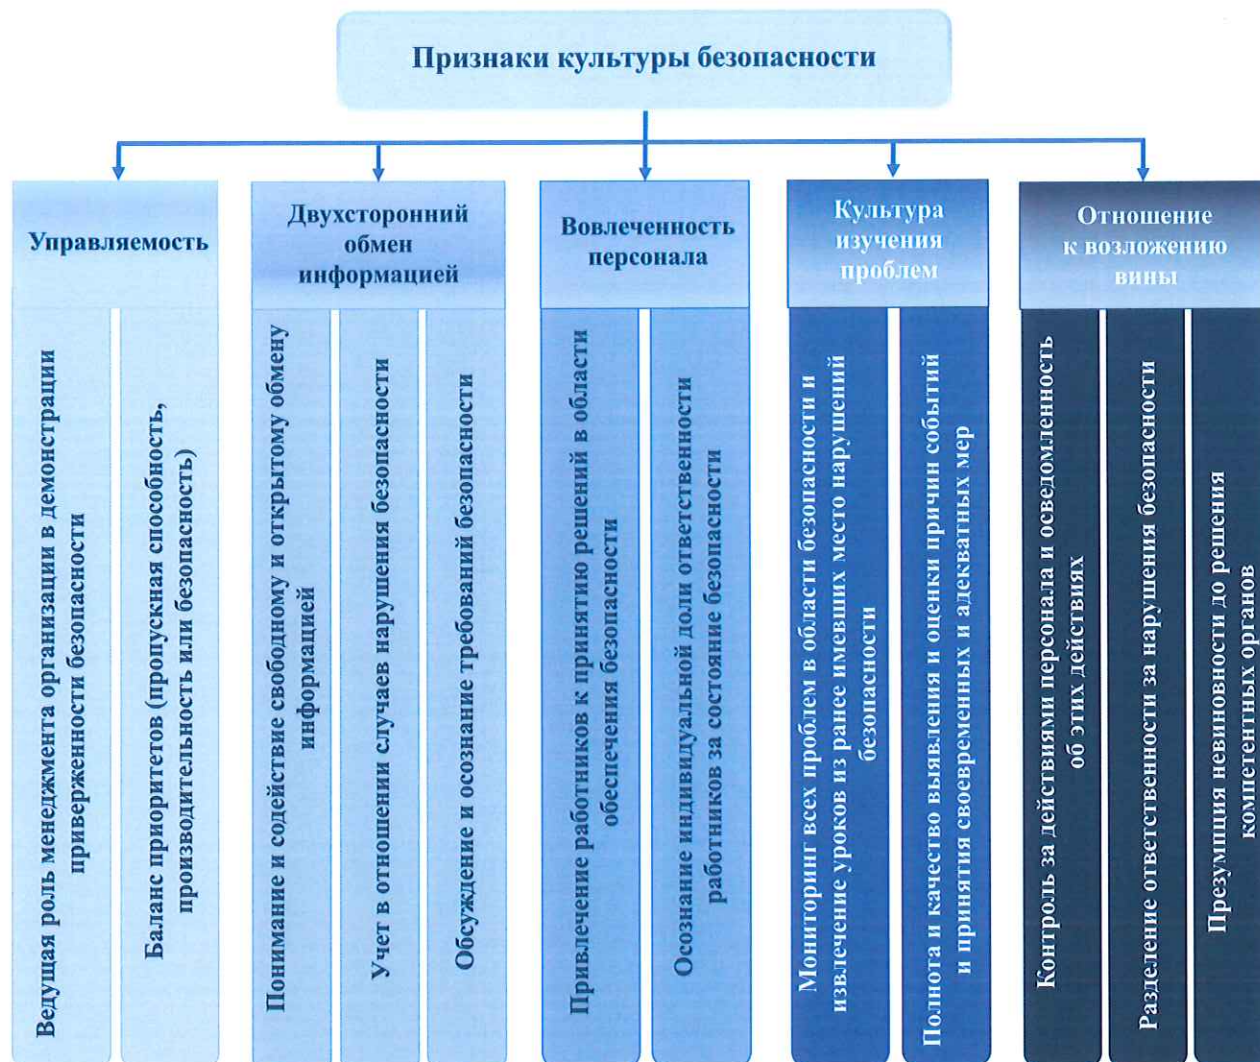 Признаки культуры безопасности
Управляемость
Ведущая роль менеджмента организации в демонстрации
приверженности безопасности
Баланс приоритетов (пропускная способность,
производительность или безопасность)
Двухсторонний
обмен
информацией
Понимание и содействие свободному и открытому обмену
информацией
Учет в отношении случаев нарушения безопасности
Обсуждение и осознание требований безопасности
Вовлеченность
персонала
Привлечение работников к принятию решений в области
обеспечения безопасности
Осознание индивидуальной доли ответственности
работников за состояние безопасности
Культура
изучения
проблем
Мониторинг всех проблем в области безопасности и
извлечение уроков из ранее имевших место нарушений
безопасности
Полнота и качество выявления и оценки причин событий
и принятия своевременных и адекватных мер
Отношение
к возложению
вины
Контроль за действиями персонала и осведомленность
об этих действиях
Разделение ответственности за нарушения безопасности
Презумпция невиновности до решения
компетентных органов